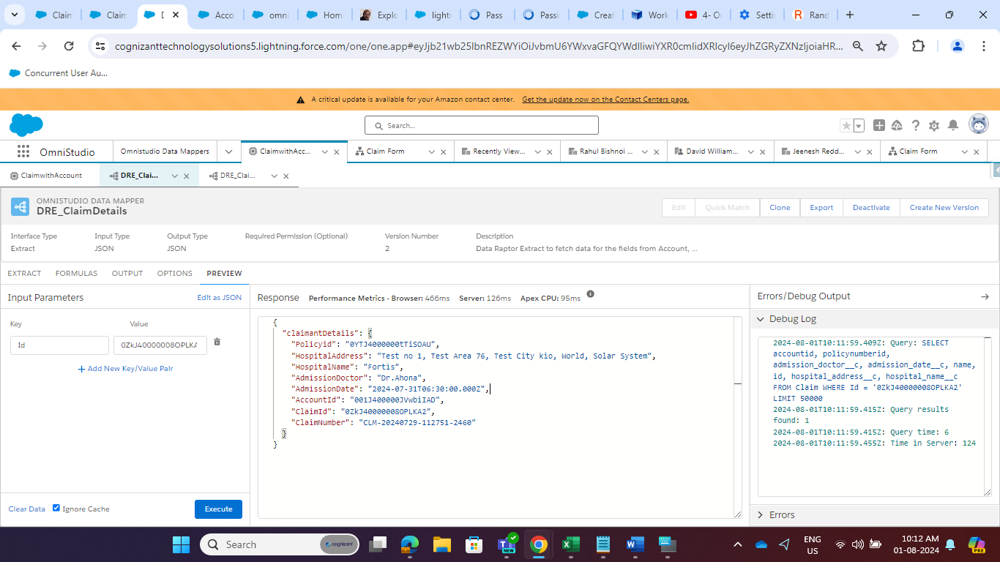 Claim
Claim
Acco
omni
Hom
Explo
light
Pass
Passi
Creat
Work
4- O
Setti
Rand
cognizanttechnologysolutions5.lightning.force.com/one/one.app#eyJjb21wb25lbnREZWYiOiJvbmU6YWxvaGFQYWdlIiwiYXR0cmlidXRlcyI6eyJhZGRyZXNzIjoiaHR...
Concurrent User Au...
A critical update is available for your Amazon contact center. Get the update now on the Contact Centers page.
Search...
OmniStudio
Omnistudio Data Mappers
ClaimwithAcc...
Claim Form
Recently View...
Rahul Bishnoi ...
David William...
Jeenesh Redd...
Claim Form
ClaimwithAccount
DRE_Clai...
DRE_Clai...
OMNISTUDIO DATA MAPPER
DRE_ClaimDetails
Edit
Quick Match
Clone
Export
Deactivate
Create New Version
Interface Type
Input Type
Output Type
Required Permission (Optional)
Version Number
Description
Extract
JSON
JSON
2
Data Raptor Extract to fetch data for the fields from Account, ...
EXTRACT
FORMULAS
OUTPUT
OPTIONS
PREVIEW
Input Parameters
Edit as JSON
Key
Value
Id
0ZkJ40000008OPLKA
Add New Key/Value Pair
Clear Data
Ignore Cache
Execute
Response
Performance Metrics - Browser: 466ms Server: 126ms Apex CPU: 95ms
{
"claimantDetails": {
"Policyid": "0YTJ4000000tTiSOAU",
"HospitalAddress": "Test no 1, Test Area 76, Test City kio, World, Solar System",
"HospitalName": "Fortis",
"AdmissionDoctor": "Dr.Ahona",
"AdmissionDate": "2024-07-31T06:30:00.000Z",
"AccountId": "001J400000JVwbiIAD",
"ClaimId": "0ZkJ40000008OPLKA2",
"ClaimNumber": "CLM-20240729-112751-2460"
}
}
Errors/Debug Output
Debug Log
2024-08-01T10:11:59.409Z: Query: SELECT
accountid, policynumberid,
admission_doctor__c, admission_date__c, name,
id, hospital_address__c, hospital_name__c
FROM Claim WHERE Id = '0ZkJ40000008OPLKA2'
LIMIT 50000
2024-08-01T10:11:59.415Z: Query results
found: 1
2024-08-01T10:11:59.415Z: Query time: 6
2024-08-01T10:11:59.455Z: Time in Server: 124
Errors
Search
cognizant
NEW
ENG
US
10:12 AM
01-08-2024
PRE